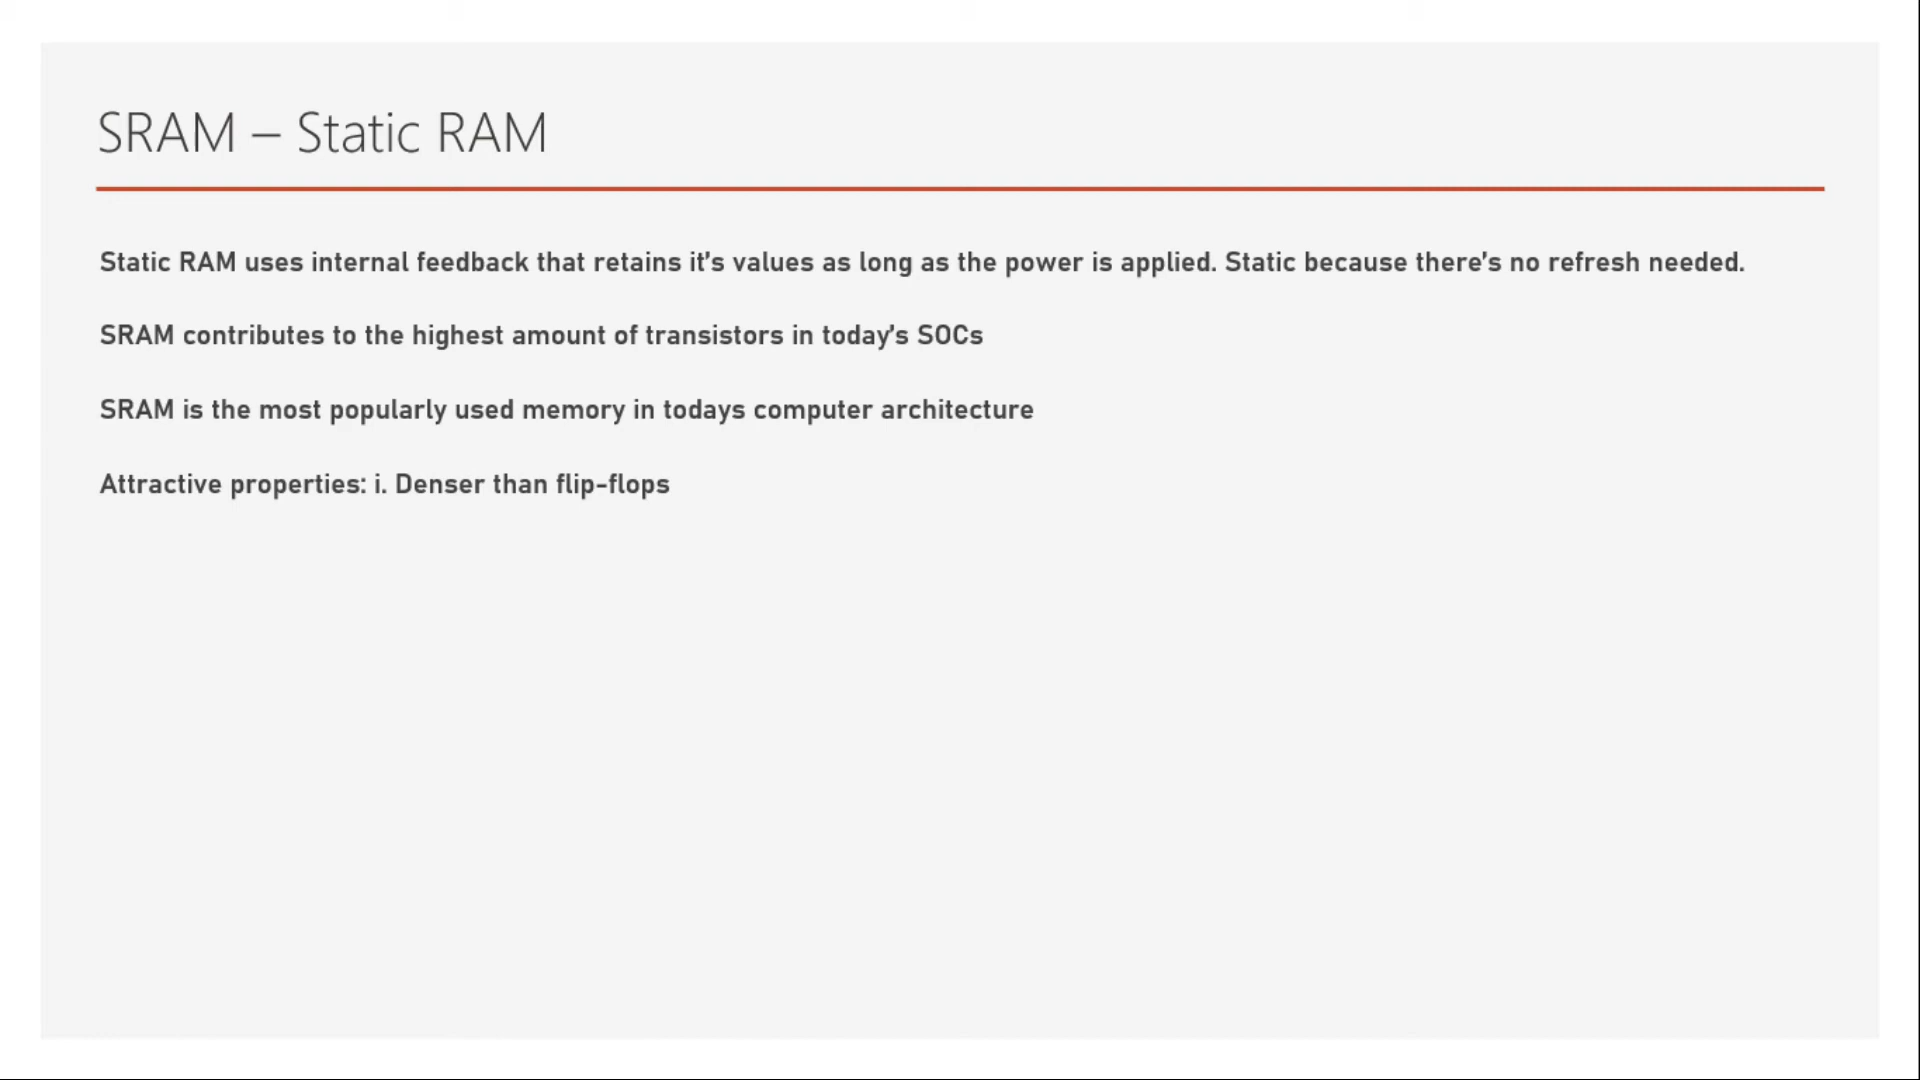 SRAM – Static RAM
Static RAM uses internal feedback that retains it's values as long as the power is applied. Static because there's no refresh needed.
SRAM contributes to the highest amount of transistors in today's SOCs
SRAM is the most popularly used memory in todays computer architecture
Attractive properties: i. Denser than flip-flops